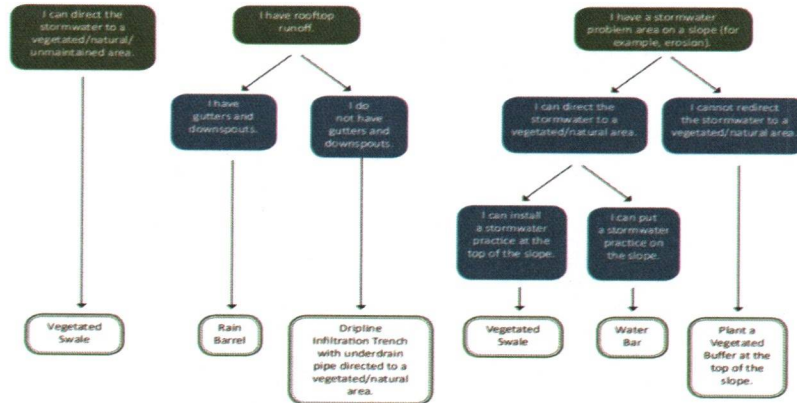 I can direct the
stormwater to a
vegetated/natural/
unmaintained area.
I have rooftop
runoff.
I have a stormwater
problem area on a slope (for
example, erosion).
I have
gutters and
downspouts.
I do
not have
gutters and
downspouts.
I can direct the
stormwater to a
vegetated/natural area.
I cannot redirect
the stormwater to a
vegetated/natural area.
I can install
a stormwater
practice at the
top of the slope.
I can put
a stormwater
practice on
the slope.
Vegetated
Swale
Rain
Barrel
Dripline
Infiltration Trench
with underdrain
pipe directed to a
vegetated/natural
area.
Vegetated
Swale
Water
Bar
Plant a
Vegetated
Buffer at the
top of the
slope.